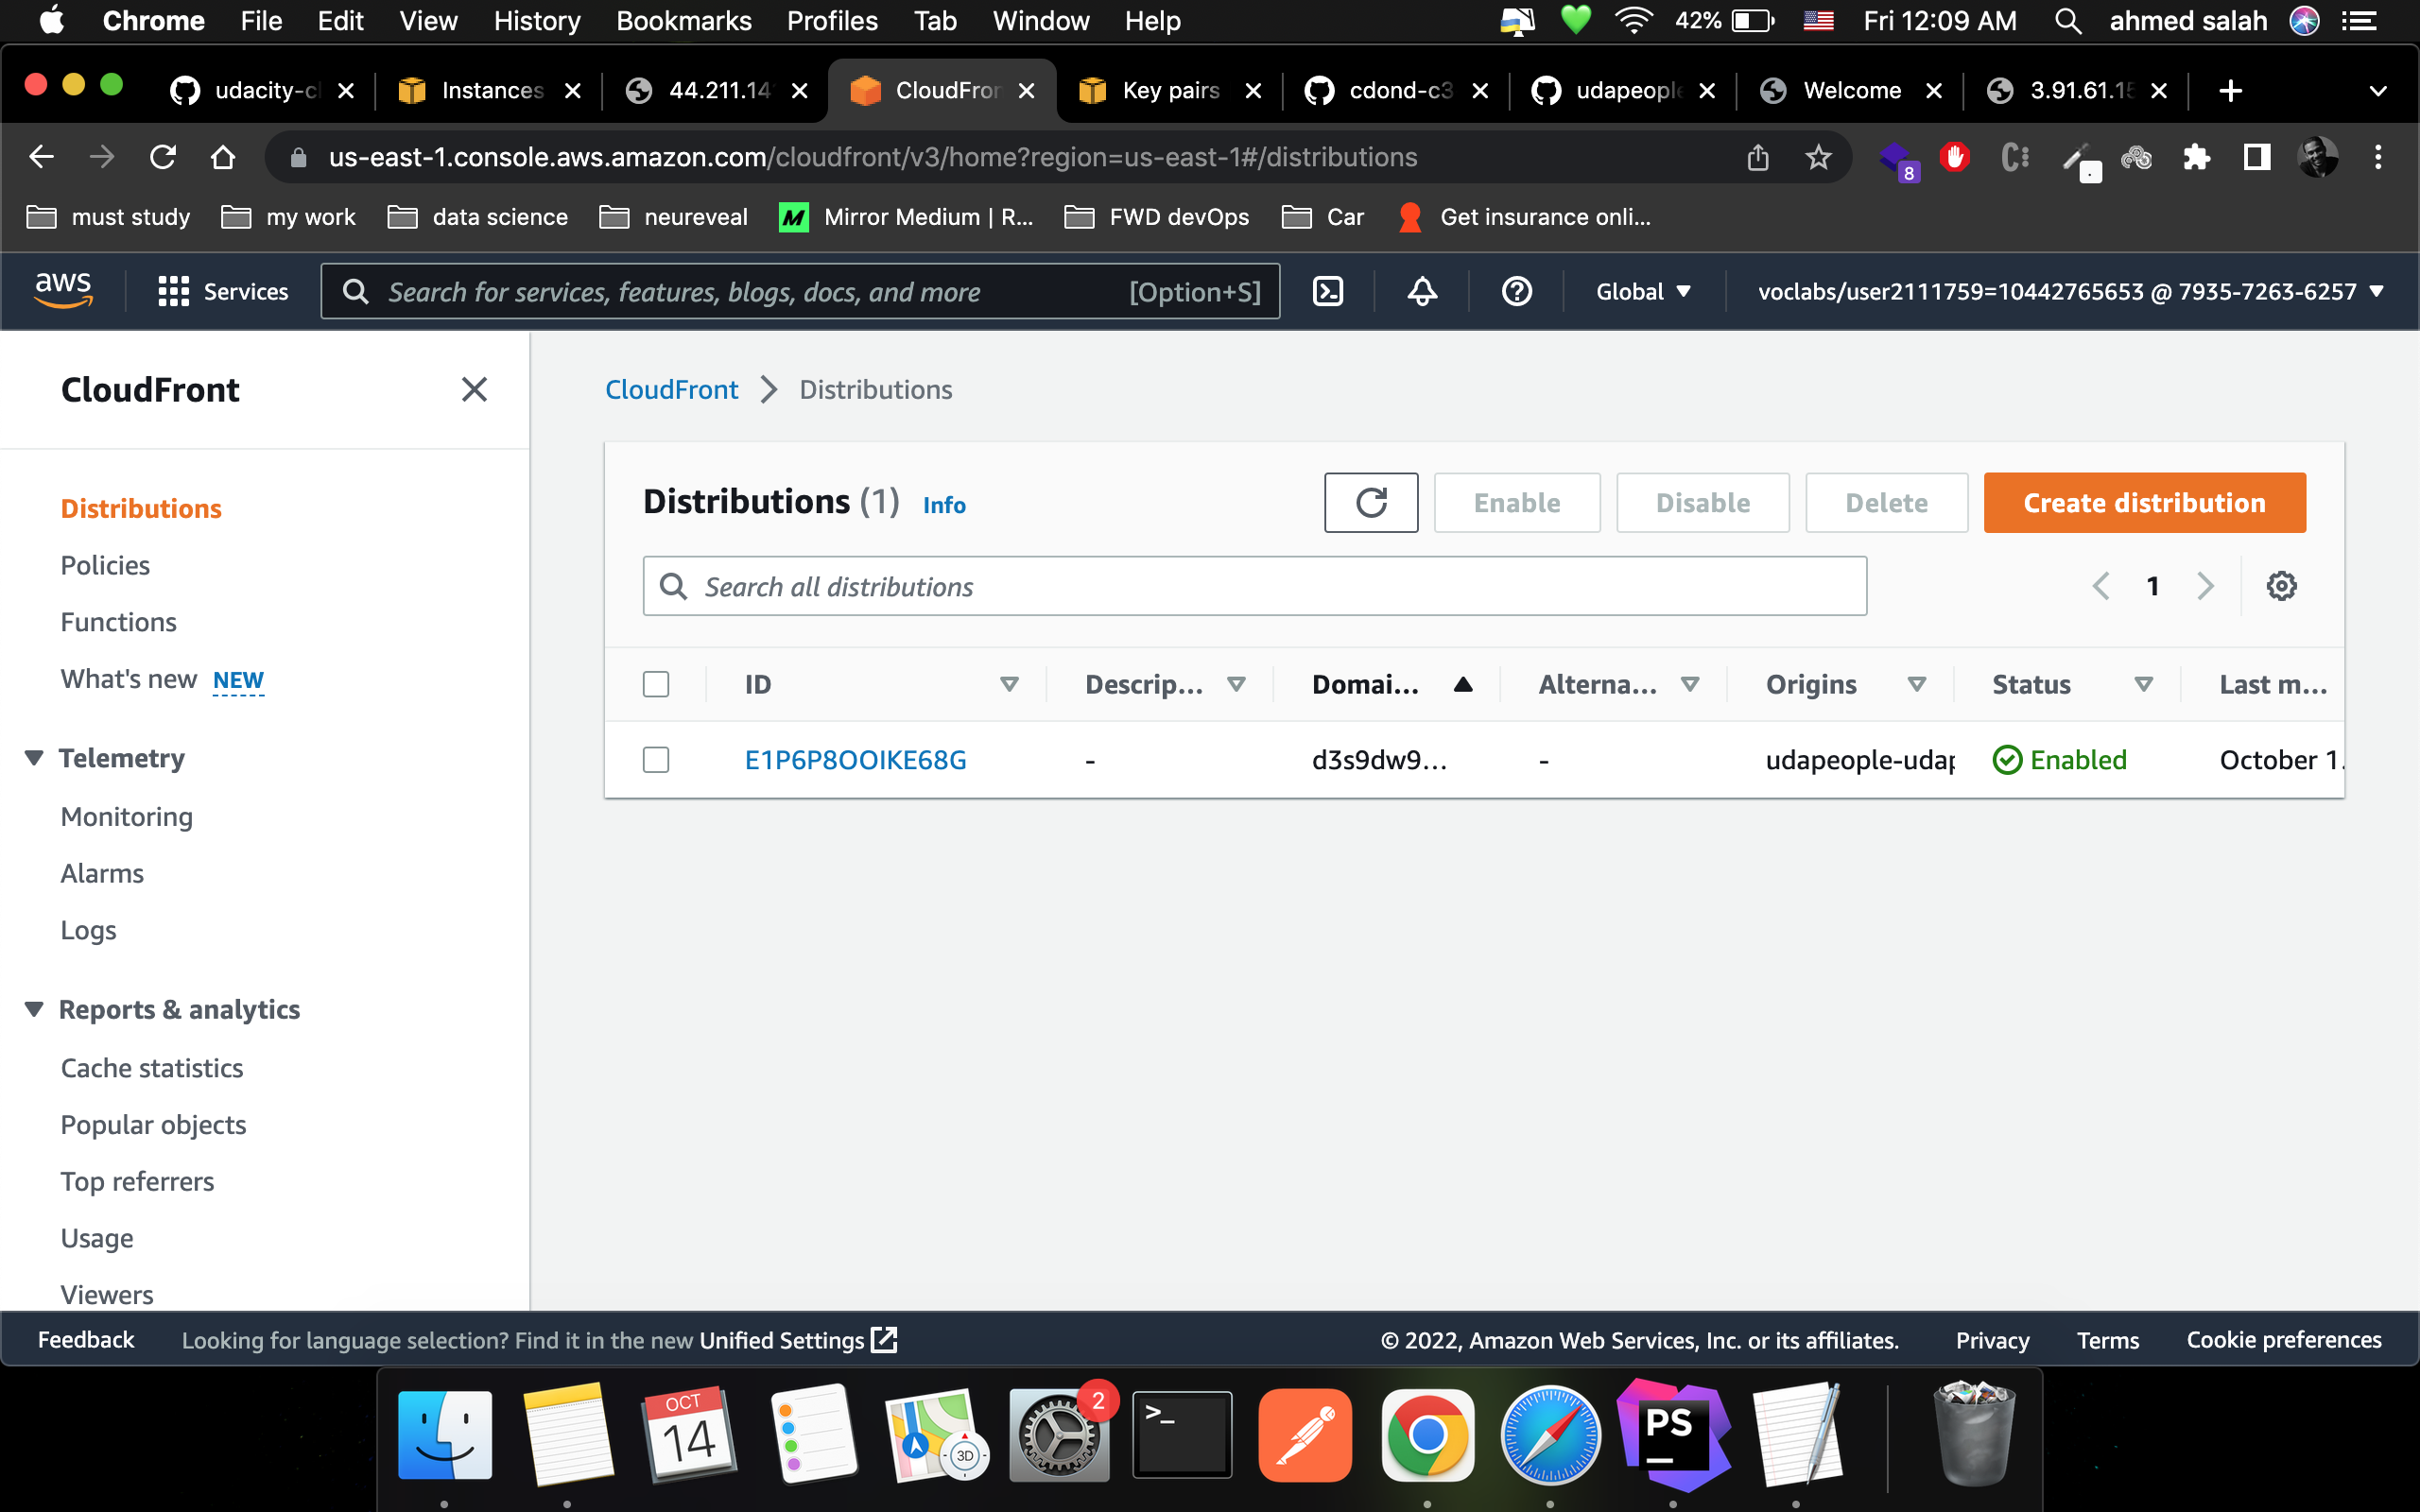 Chrome File Edit View History Bookmarks Profiles Tab Window Help 42% Fri 12:09 AM ahmed salah
udacity-cl Instances 44.211.14 CloudFron Key pairs cdond-c3 udapeople Welcome 3.91.61.15
us-east-1.console.aws.amazon.com/cloudfront/v3/home?region=us-east-1#/distributions 8
must study my work data science neureveal M Mirror Medium | R... FWD devOps Car Get insurance onli...
aws Services Search for services, features, blogs, docs, and more [Option+S] Global voclabs/user2111759=10442765653 @ 7935-7263-6257
CloudFront
Distributions
Policies
Functions
What's new NEW
Telemetry
Monitoring
Alarms
Logs
Reports & analytics
Cache statistics
Popular objects
Top referrers
Usage
Viewers
CloudFront Distributions
Distributions (1) Info Enable Disable Delete Create distribution
Search all distributions 1
ID Descrip... Domai... Alterna... Origins Status Last m...
E1P6P8OOIKE68G - d3s9dw9... - udapeople-udap Enabled October 1
Feedback Looking for language selection? Find it in the new Unified Settings © 2022, Amazon Web Services, Inc. or its affiliates. Privacy Terms Cookie preferences
OCT
14
3D
2
>_
PS